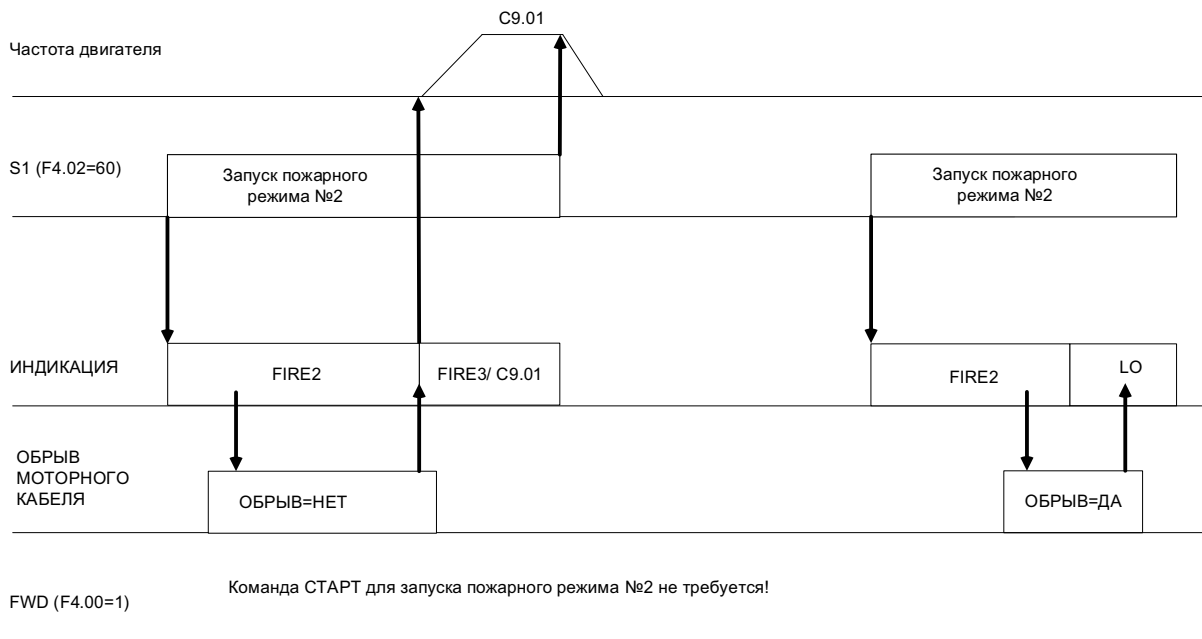 C9.01
Частота двигателя
S1 (F4.02=60)
Запуск пожарного
режима №2
Запуск пожарного
режима №2
ИНДИКАЦИЯ
FIRE2
FIRE3/ C9.01
FIRE2
LO
ОБРЫВ
МОТОРНОГО
КАБЕЛЯ
ОБРЫВ=НЕТ
ОБРЫВ=ДА
Команда СТАРТ для запуска пожарного режима №2 не требуется!
FWD (F4.00=1)